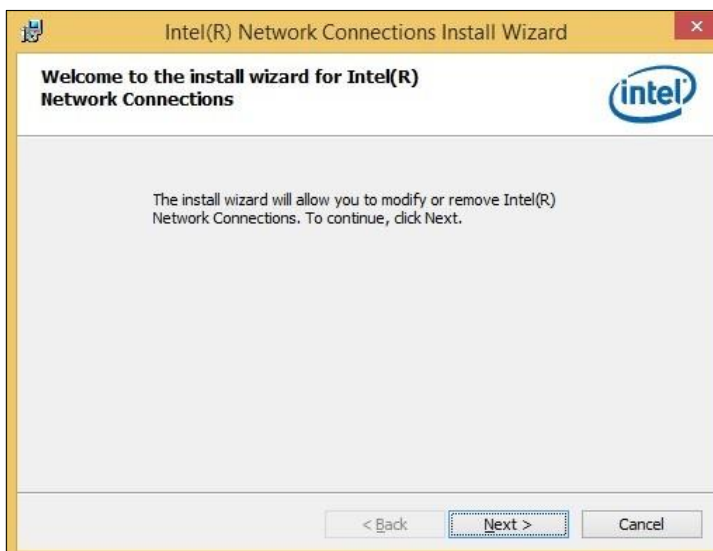 Intel(R) Network Connections Install Wizard
×
Welcome to the install wizard for Intel(R)
Network Connections
intel
The install wizard will allow you to modify or remove Intel(R)
Network Connections. To continue, click Next.
< Back
Next >
Cancel